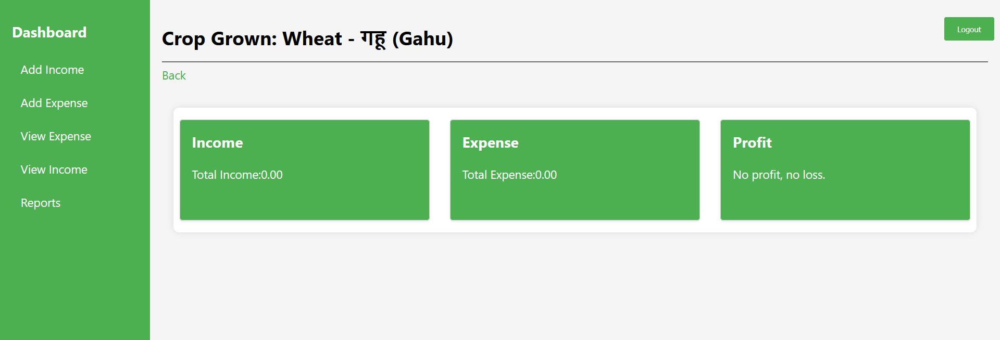 Dashboard
Add Income
Add Expense
View Expense
View Income
Reports
Crop Grown: Wheat - गहू (Gahu)
Logout
Back
Income
Total Income:0.00
Expense
Total Expense:0.00
Profit
No profit, no loss.